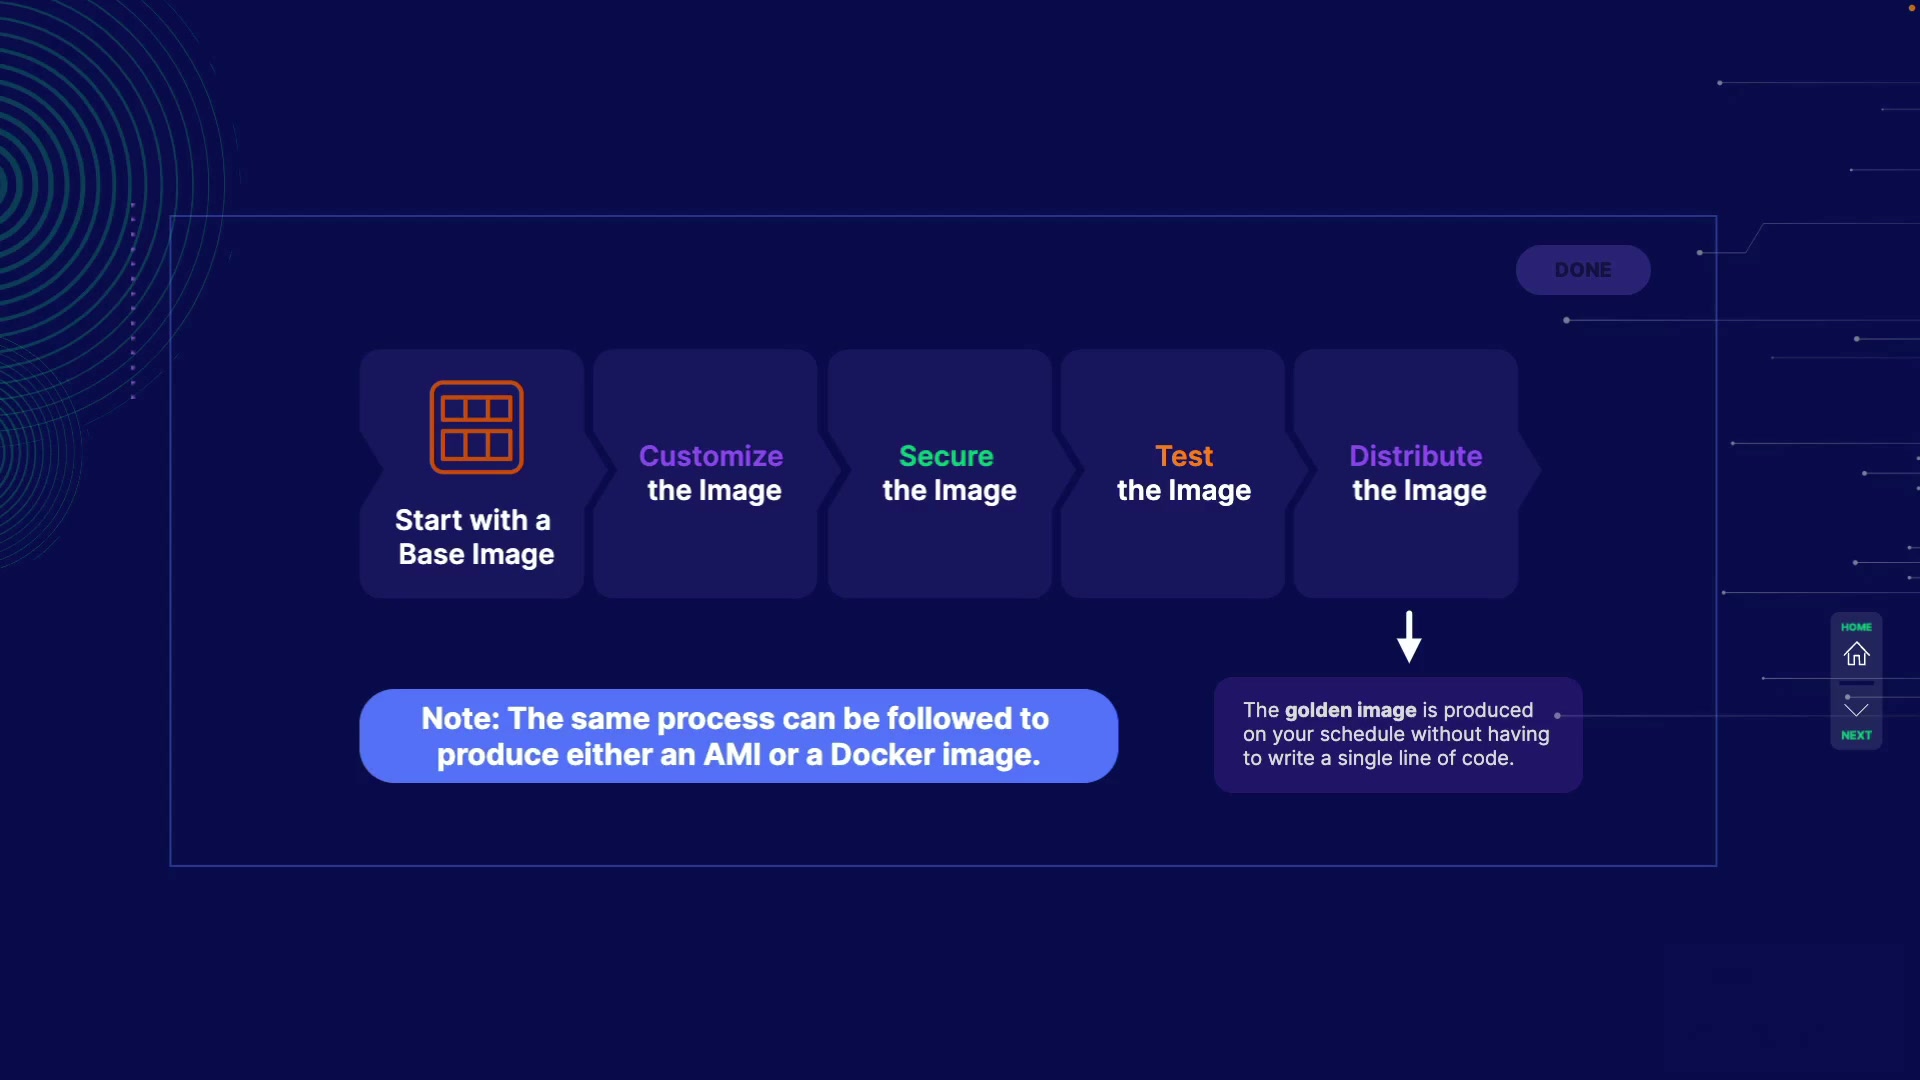 DONE
Start with a
Base Image
Customize
the Image
Secure
the Image
Test
the Image
Distribute
the Image
Note: The same process can be followed to
produce either an AMI or a Docker image.
The golden image is produced
on your schedule without having
to write a single line of code.
HOME
NEXT